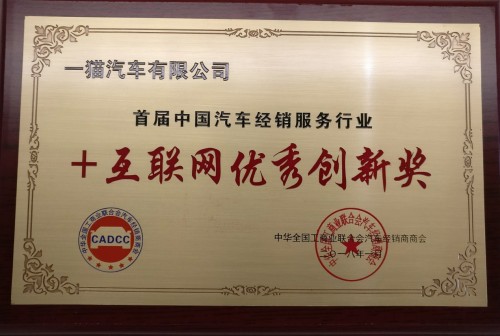 一猫汽车有限公司
首届中国汽车经销服务行业
+互联网优秀创新奖
CADCC
中华全国工商业联合会汽车经销商商会